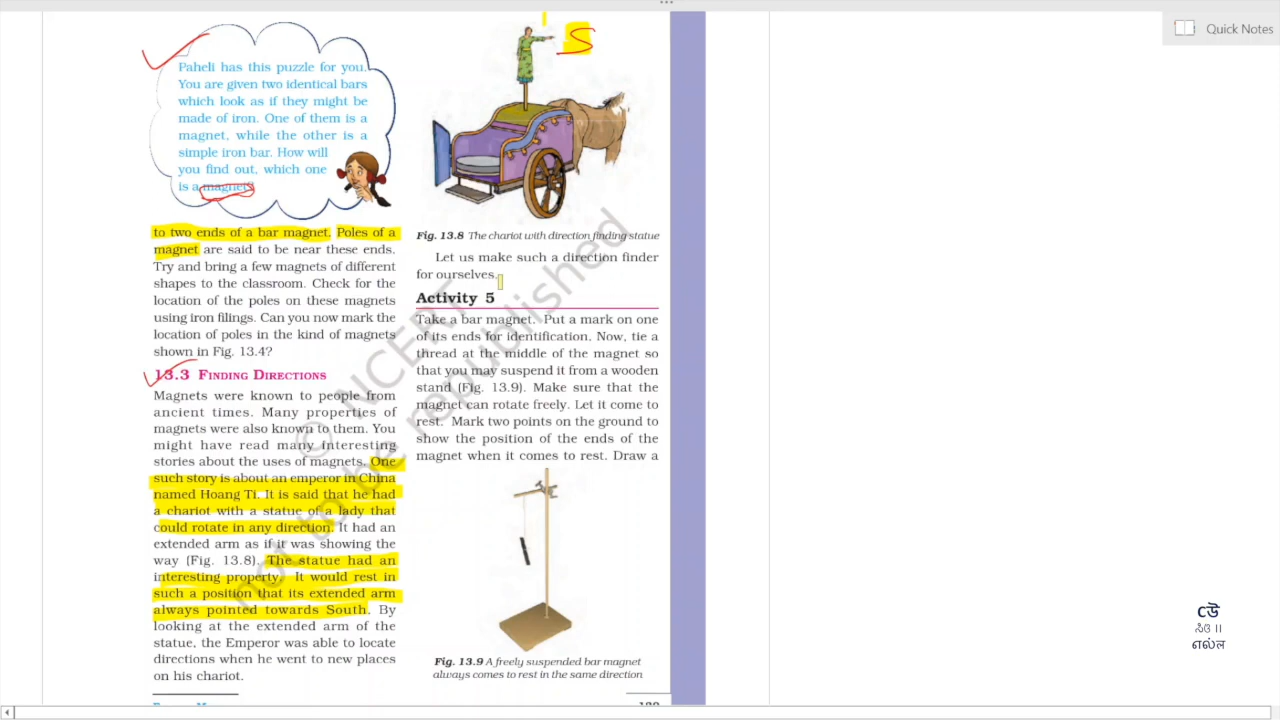 Quick Notes
Paheli has this puzzle for you.
You are given two identical bars
which look as if they might be
made of iron. One of them is a
magnet, while the other is a
simple iron bar. How will
you find out, which one
is a magnet?
to two ends of a bar magnet. Poles of a
magnet are said to be near these ends.
Try and bring a few magnets of different
shapes to the classroom. Check for the
location of the poles on these magnets
using iron filings. Can you now mark the
location of poles in the kind of magnets
shown in Fig. 13.4?
13.3 FINDING DIRECTIONS
Magnets were known to people from
ancient times. Many properties of
magnets were also known to them. You
might have read many interesting
stories about the uses of magnets. One
such story is about an emperor in China
named Hoang Ti. It is said that he had
a chariot with a statue of a lady that
could rotate in any direction. It had an
extended arm as if it was showing the
way (Fig. 13.8). The statue had an
interesting property. It would rest in
such a position that its extended arm
always pointed towards South. By
looking at the extended arm of the
statue, the Emperor was able to locate
directions when he went to new places
on his chariot.
S
Fig. 13.8 The chariot with direction finding statue
Let us make such a direction finder
for ourselves.
Activity 5
Take a bar magnet. Put a mark on one
of its ends for identification. Now, tie a
thread at the middle of the magnet so
that you may suspend it from a wooden
stand (Fig. 13.9). Make sure that the
magnet can rotate freely. Let it come to
rest. Mark two points on the ground to
show the position of the ends of the
magnet when it comes to rest. Draw a
Fig. 13.9 A freely suspended bar magnet
always comes to rest in the same direction
© NCERT
not to be republished